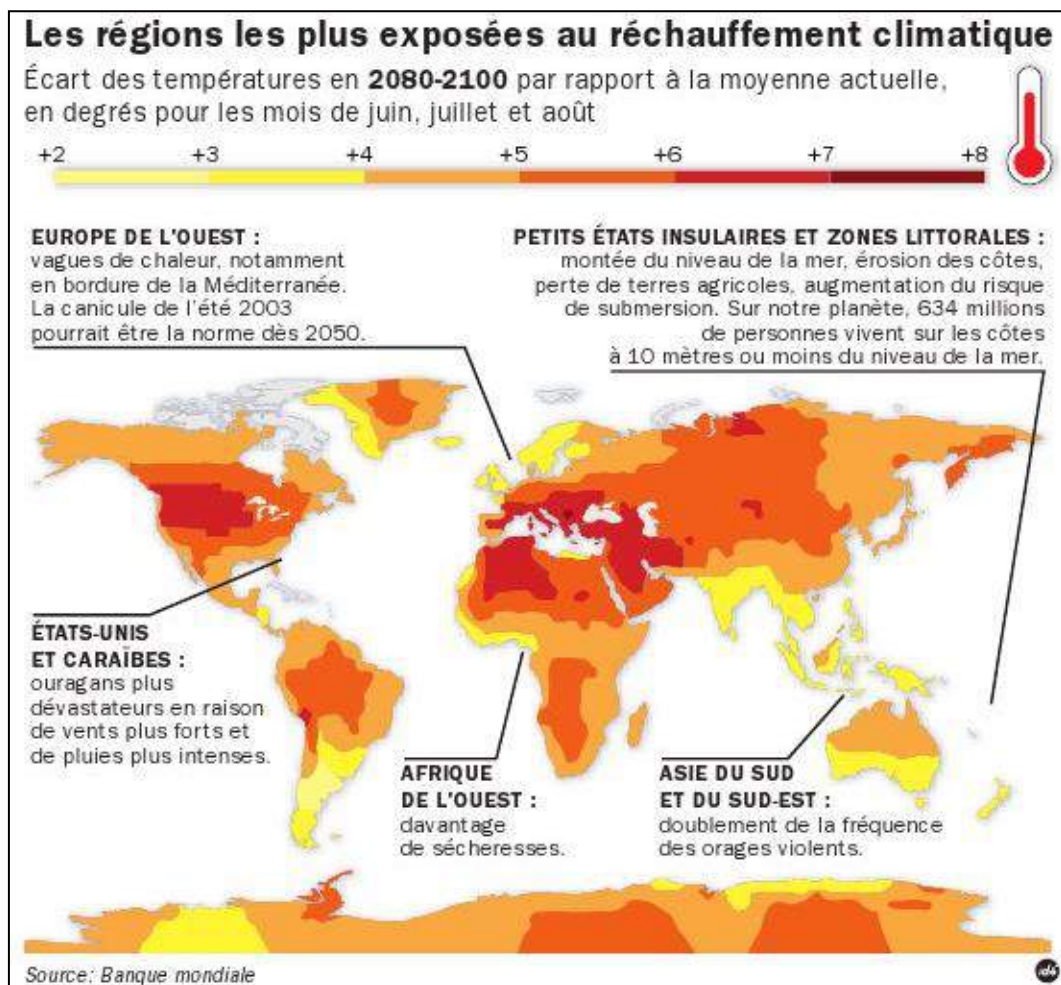 Les régions les plus exposées au réchauffement climatique
Écart des températures en 2080-2100 par rapport à la moyenne actuelle,
en degrés pour les mois de juin, juillet et août
+2 +3 +4 +5 +6 +7 +8
EUROPE DE L'OUEST :
vagues de chaleur, notamment
en bordure de la Méditerranée.
La canicule de l'été 2003
pourrait être la norme dès 2050.
PETITS ÉTATS INSULAIRES ET ZONES LITTORALES :
montée du niveau de la mer, érosion des côtes,
perte de terres agricoles, augmentation du risque
de submersion. Sur notre planète, 634 millions
de personnes vivent sur les côtes
à 10 mètres ou moins du niveau de la mer.
ÉTATS-UNIS
ET CARAÏBES :
ouragans plus
dévastateurs en raison
de vents plus forts et
de pluies plus intenses.
AFRIQUE
DE L'OUEST :
davantage
de sécheresses.
ASIE DU SUD
ET DU SUD-EST :
doublement de la fréquence
des orages violents.
Source: Banque mondiale